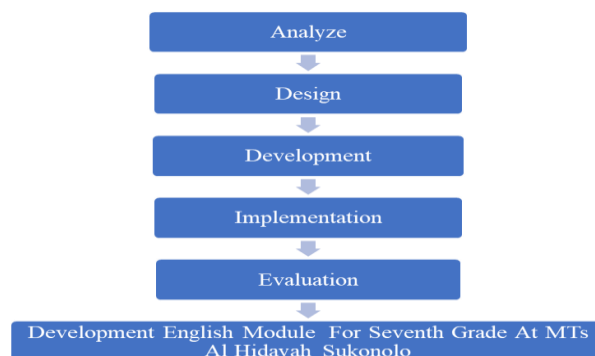 Analyze
Design
Development
Implementation
Evaluation
Development English Module For Seventh Grade At MTs
Al Hidayah Sukonolo